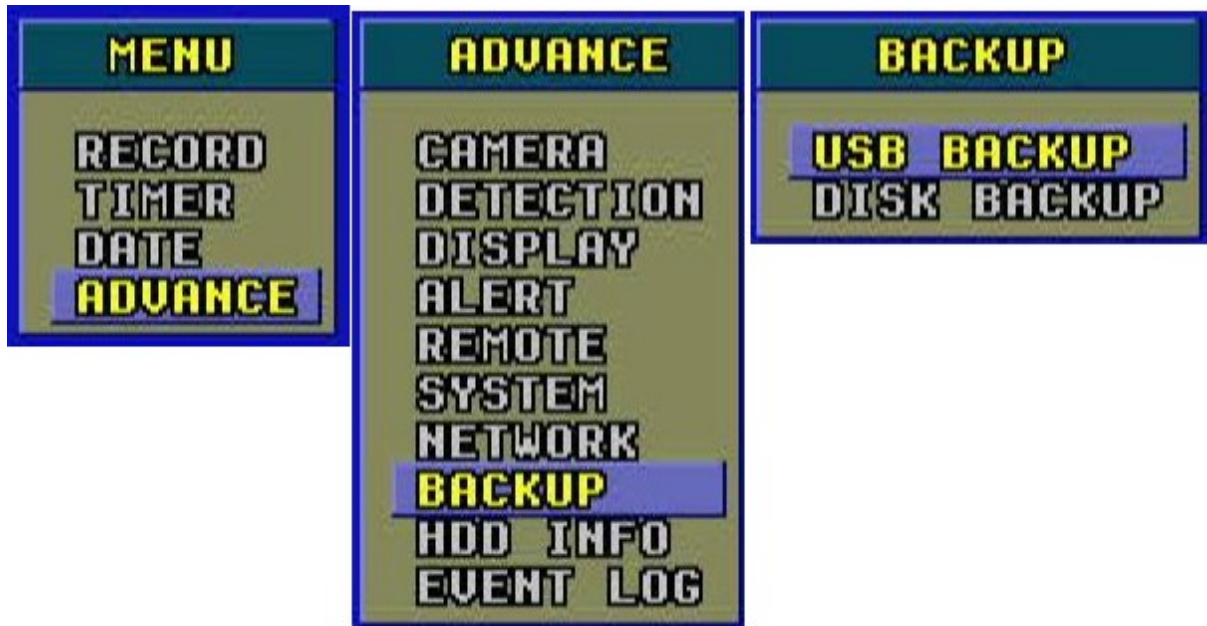 MENU
RECORD
TIMER
DATE
ADVANCE
ADVANCE
CAMERA
DETECTION
DISPLAY
ALERT
REMOTE
SYSTEM
NETWORK
BACKUP
HDD INFO
EVENT LOG
BACKUP
USB BACKUP
DISK BACKUP